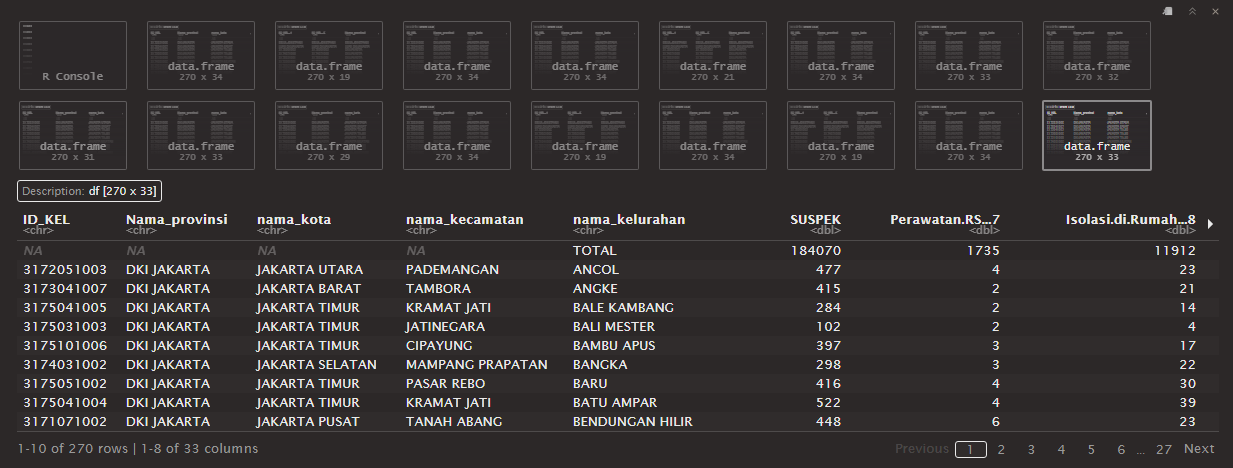 R Console
data.frame
270 x 34
data.frame
270 x 19
data.frame
270 x 34
data.frame
270 x 34
data.frame
270 x 21
data.frame
270 x 34
data.frame
270 x 33
data.frame
270 x 32
data.frame
270 x 31
data.frame
270 x 33
data.frame
270 x 29
data.frame
270 x 34
data.frame
270 x 19
data.frame
270 x 34
data.frame
270 x 19
data.frame
270 x 34
data.frame
270 x 33
Description: df [270 x 33]
ID_KEL Nama_provinsi nama_kota nama_kecamatan nama_kelurahan SUSPEK Perawatan.RS...7 Isolasi.di.Rumah...8
<chr> <chr> <chr> <chr> <chr> <dbl> <dbl> <dbl>
NA NA NA NA TOTAL 184070 1735 11912
3172051003 DKI JAKARTA JAKARTA UTARA PADEMANGAN ANCOL 477 4 23
3173041007 DKI JAKARTA JAKARTA BARAT TAMBORA ANGKE 415 2 21
3175041005 DKI JAKARTA JAKARTA TIMUR KRAMAT JATI BALE KAMBANG 284 2 14
3175031003 DKI JAKARTA JAKARTA TIMUR JATINEGARA BALI MESTER 102 2 4
3175101006 DKI JAKARTA JAKARTA TIMUR CIPAYUNG BAMBU APUS 397 3 17
3174031002 DKI JAKARTA JAKARTA SELATAN MAMPANG PRAPATAN BANGKA 298 3 22
3175051002 DKI JAKARTA JAKARTA TIMUR PASAR REBO BARU 416 4 30
3175041004 DKI JAKARTA JAKARTA TIMUR KRAMAT JATI BATU AMPAR 522 4 39
3171071002 DKI JAKARTA JAKARTA PUSAT TANAH ABANG BENDUNGAN HILIR 448 6 23
1-10 of 270 rows | 1-8 of 33 columns Previous 1 2 3 4 5 6 ... 27 Next